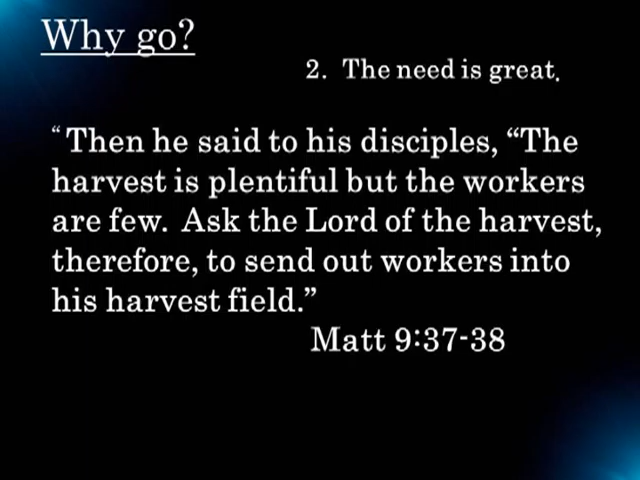 Why go?
2. The need is great.
“Then he said to his disciples, “The
harvest is plentiful but the workers
are few. Ask the Lord of the harvest,
therefore, to send out workers into
his harvest field.”
Matt 9:37-38